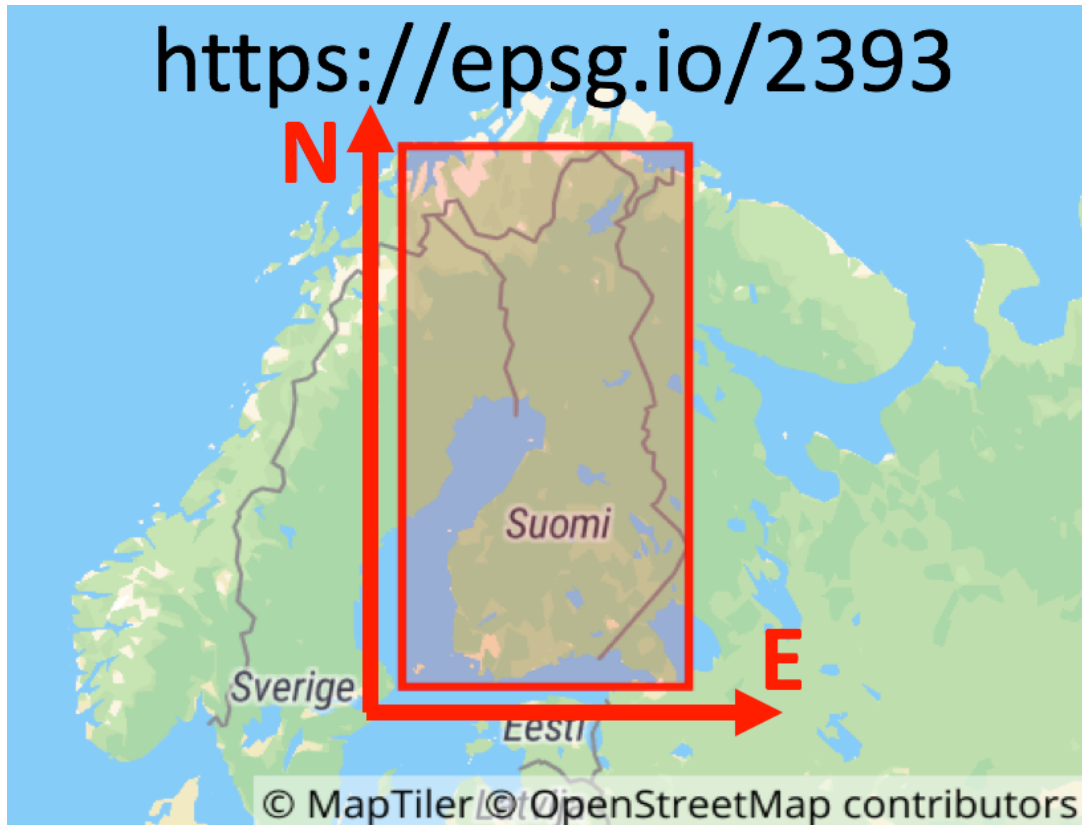 https://epsg.io/2393
N
Suomi
E
Sverige
Eesti
© MapTiler © OpenStreetMap contributors